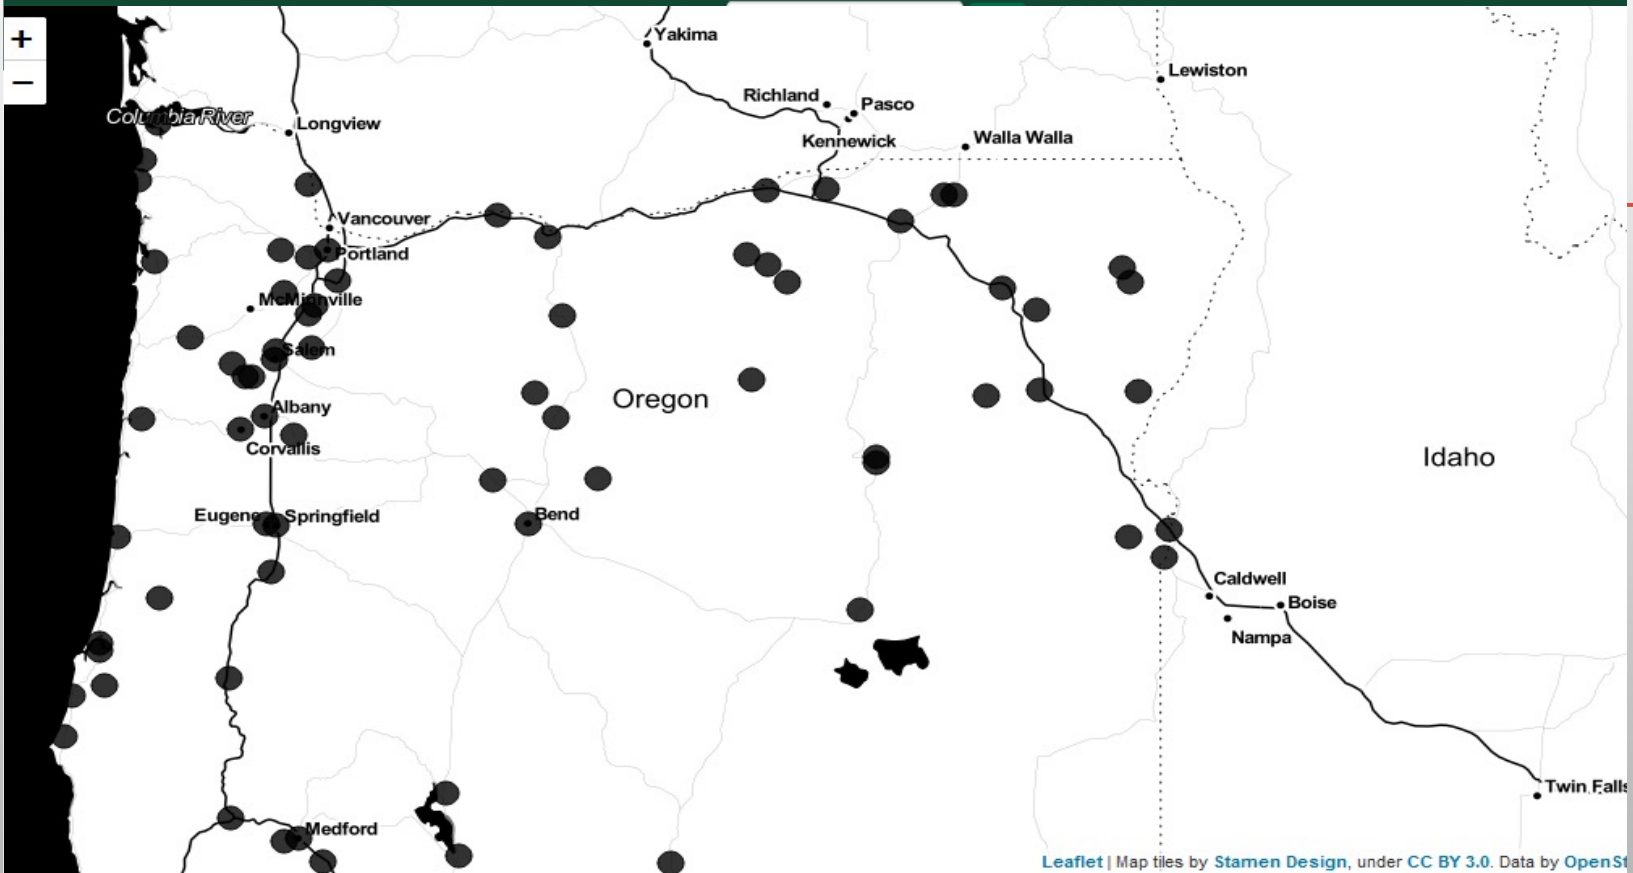 +
−
Yakima
Lewiston
Richland
Pasco
Columbia River
Longview
Kennewick
Walla Walla
Vancouver
Portland
McMinnville
Salem
Oregon
Albany
Corvallis
Idaho
Eugene
Springfield
Bend
Caldwell
Boise
Nampa
Twin Falls
Medford
Leaflet | Map tiles by Stamen Design, under CC BY 3.0. Data by OpenSt